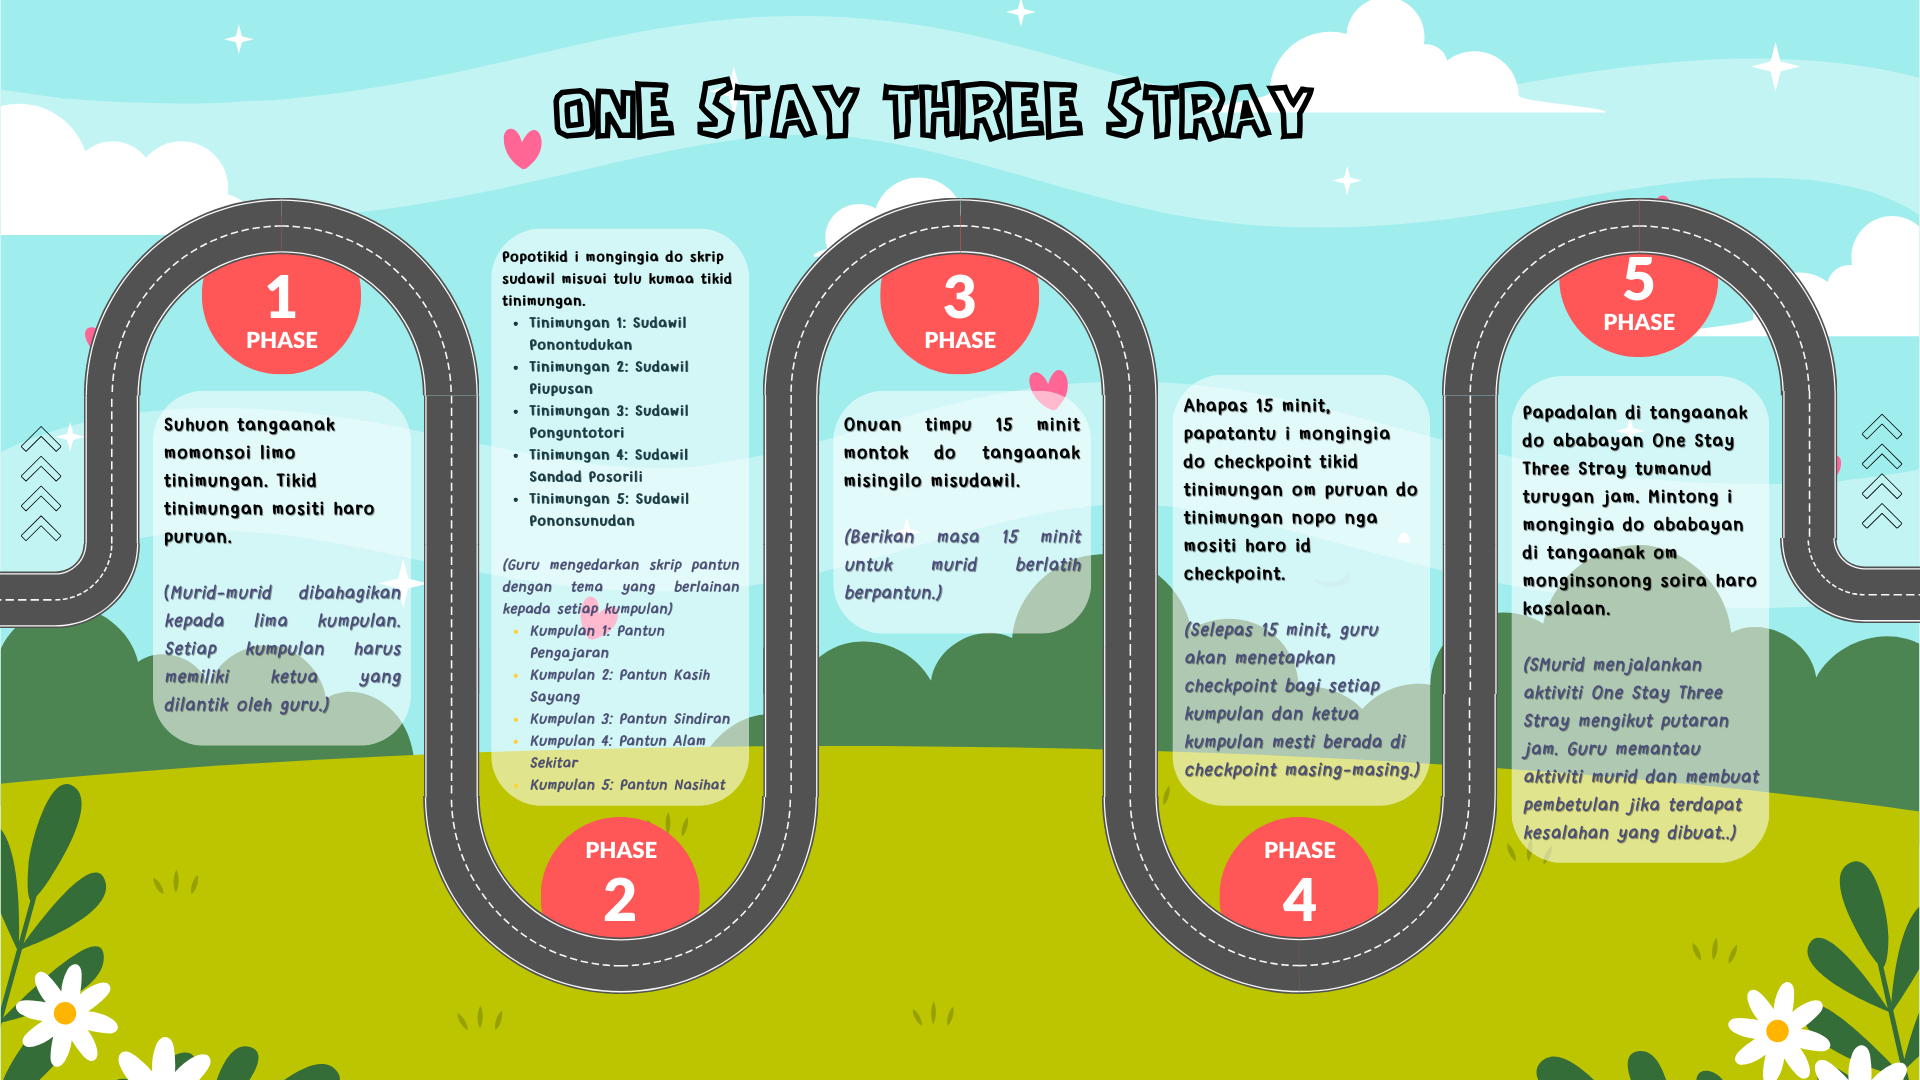 ONE STAY THREE STRAY
1
PHASE
Suhuon tangaanak
momonsoi limo
tinimungan. Tikid
tinimungan mositi haro
puruan.
(Murid-murid dibahagikan
kepada lima kumpulan.
Setiap kumpulan harus
memiliki ketua yang
dilantik oleh guru.)
Popotikid i mongingia do skrip
sudawil misuai tulu kumaa tikid
tinimungan.
• Tinimungan 1: Sudawil
Ponontudukan
• Tinimungan 2: Sudawil
Piupusan
• Tinimungan 3: Sudawil
Ponguntotori
• Tinimungan 4: Sudawil
Sandad Posorili
• Tinimungan 5: Sudawil
Pononsunudan
(Guru mengedarkan skrip pantun
dengan tema yang berlainan
kepada setiap kumpulan)
• Kumpulan 1: Pantun
Pengajaran
• Kumpulan 2: Pantun Kasih
Sayang
• Kumpulan 3: Pantun Sindiran
• Kumpulan 4: Pantun Alam
Sekitar
• Kumpulan 5: Pantun Nasihat
PHASE
2
3
PHASE
Onuan timpu 15 minit
montok do tangaanak
misingilo misudawil.
(Berikan masa 15 minit
untuk murid berlatih
berpantun.)
Ahapas 15 minit,
papatantu i mongingia
do checkpoint tikid
tinimungan om puruan do
tinimungan nopo nga
mositi haro id
checkpoint.
(Selepas 15 minit, guru
akan menetapkan
checkpoint bagi setiap
kumpulan dan ketua
kumpulan mesti berada di
checkpoint masing-masing.)
PHASE
4
5
PHASE
Papadalan di tangaanak
do ababayan One Stay
Three Stray tumanud
turugan jam. Mintong i
mongingia do ababayan
di tangaanak om
monginsonong soira haro
kasalaan.
(SMurid menjalankan
aktiviti One Stay Three
Stray mengikut putaran
jam. Guru memantau
aktiviti murid dan membuat
pembetulan jika terdapat
kesalahan yang dibuat..)